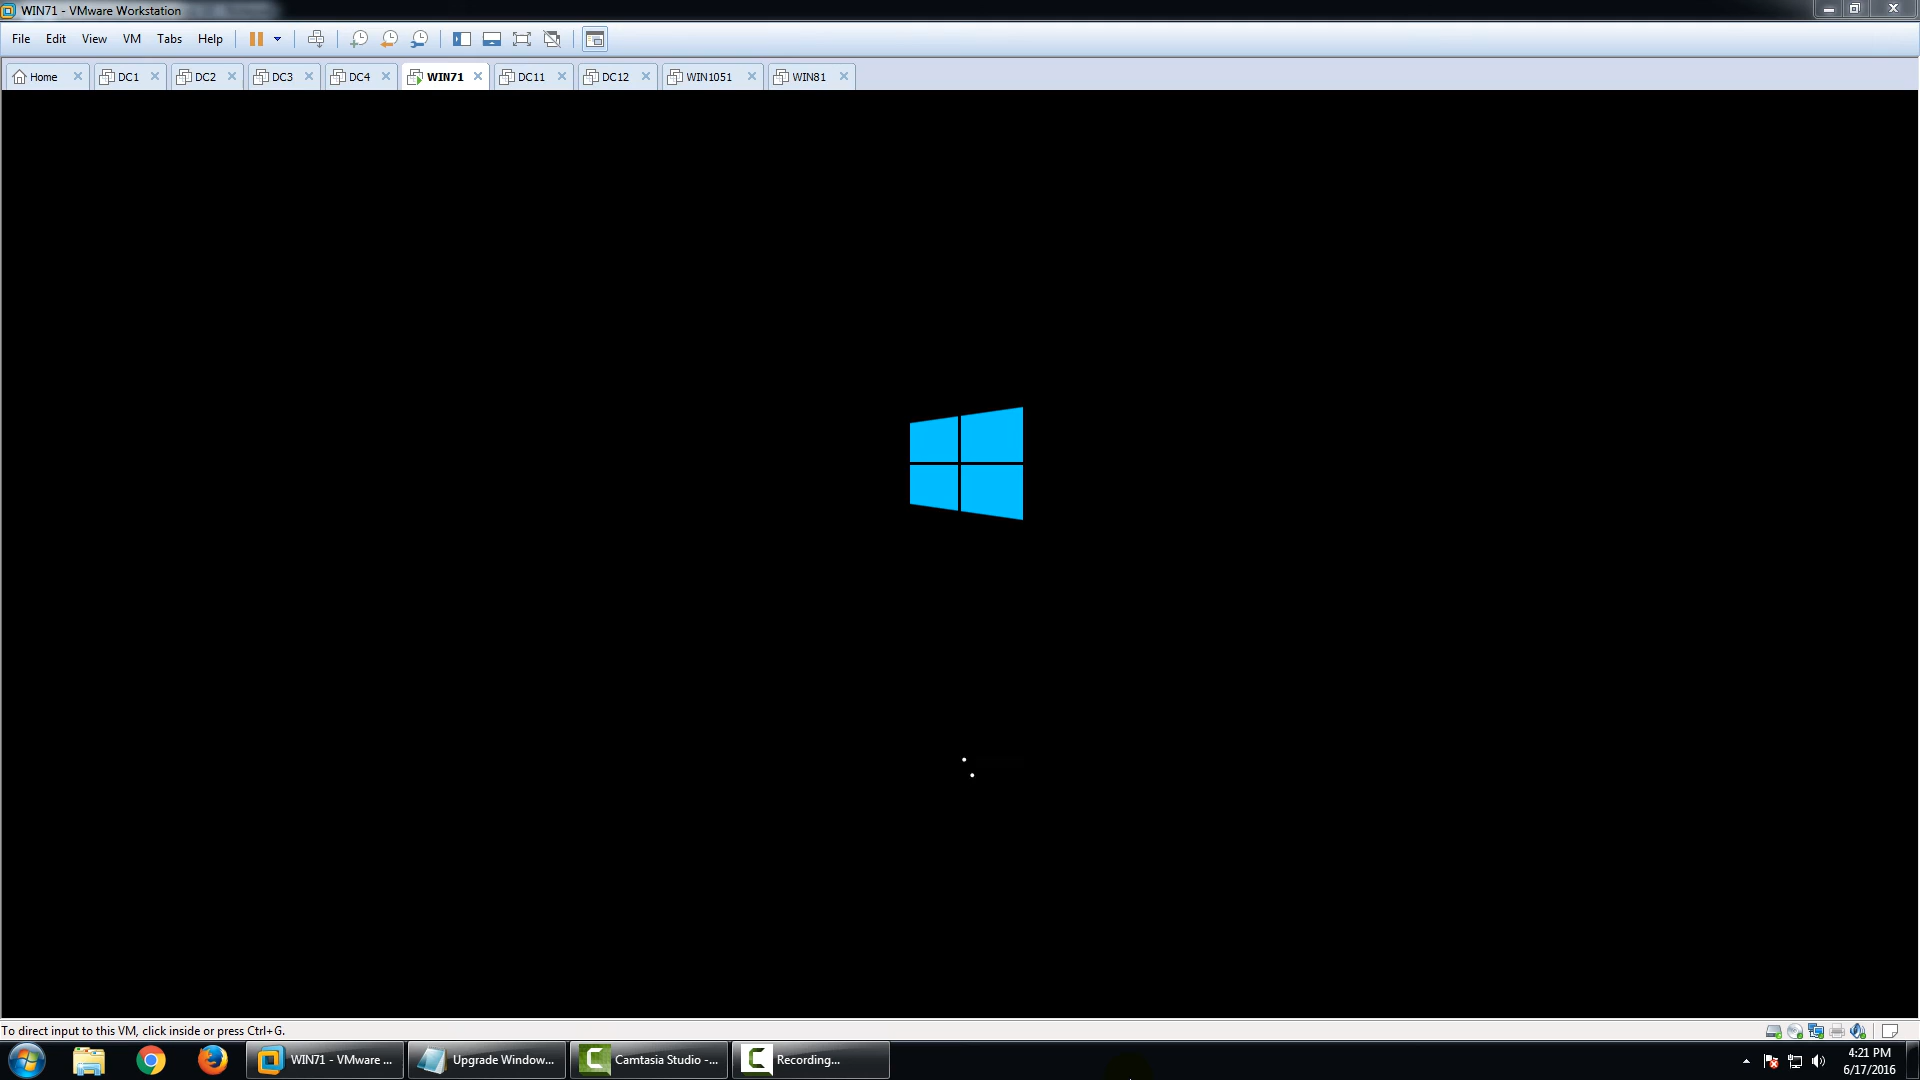 WIN71 - VMware Workstation
File Edit View VM Tabs Help
Home DC1 DC2 DC3 DC4 WIN71 DC11 DC12 WIN1051 WIN81
To direct input to this VM, click inside or press Ctrl+G.
WIN71 - VMware ... Upgrade Window... Camtasia Studio -... Recording...
4:21 PM
6/17/2016